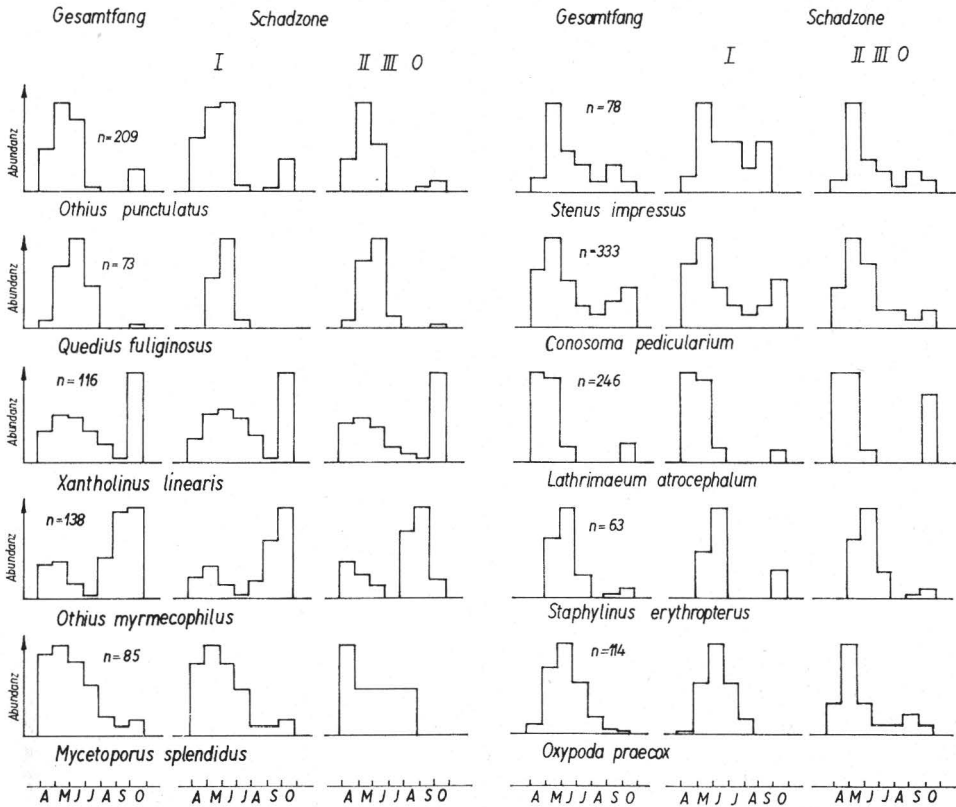 Gesamtfang Schadzone Gesamtfang Schadzone
I II III O I II III O
Abundanz n=209 n=78
Othius punctulatus Stenus impressus
Abundanz n=73 n=333
Quedius fuliginosus Conosoma pedicularium
Abundanz n=116 n=246
Xantholinus linearis Lathrimaeum atrocephalum
Abundanz n=138 n=63
Othius myrmecophilus Staphylinus erythropterus
Abundanz n=85 n=114
Mycetoporus splendidus Oxypoda praecox
A M J J A S O A M J J A S O A M J J A S O A M J J A S O A M J J A S O A M J J A S O